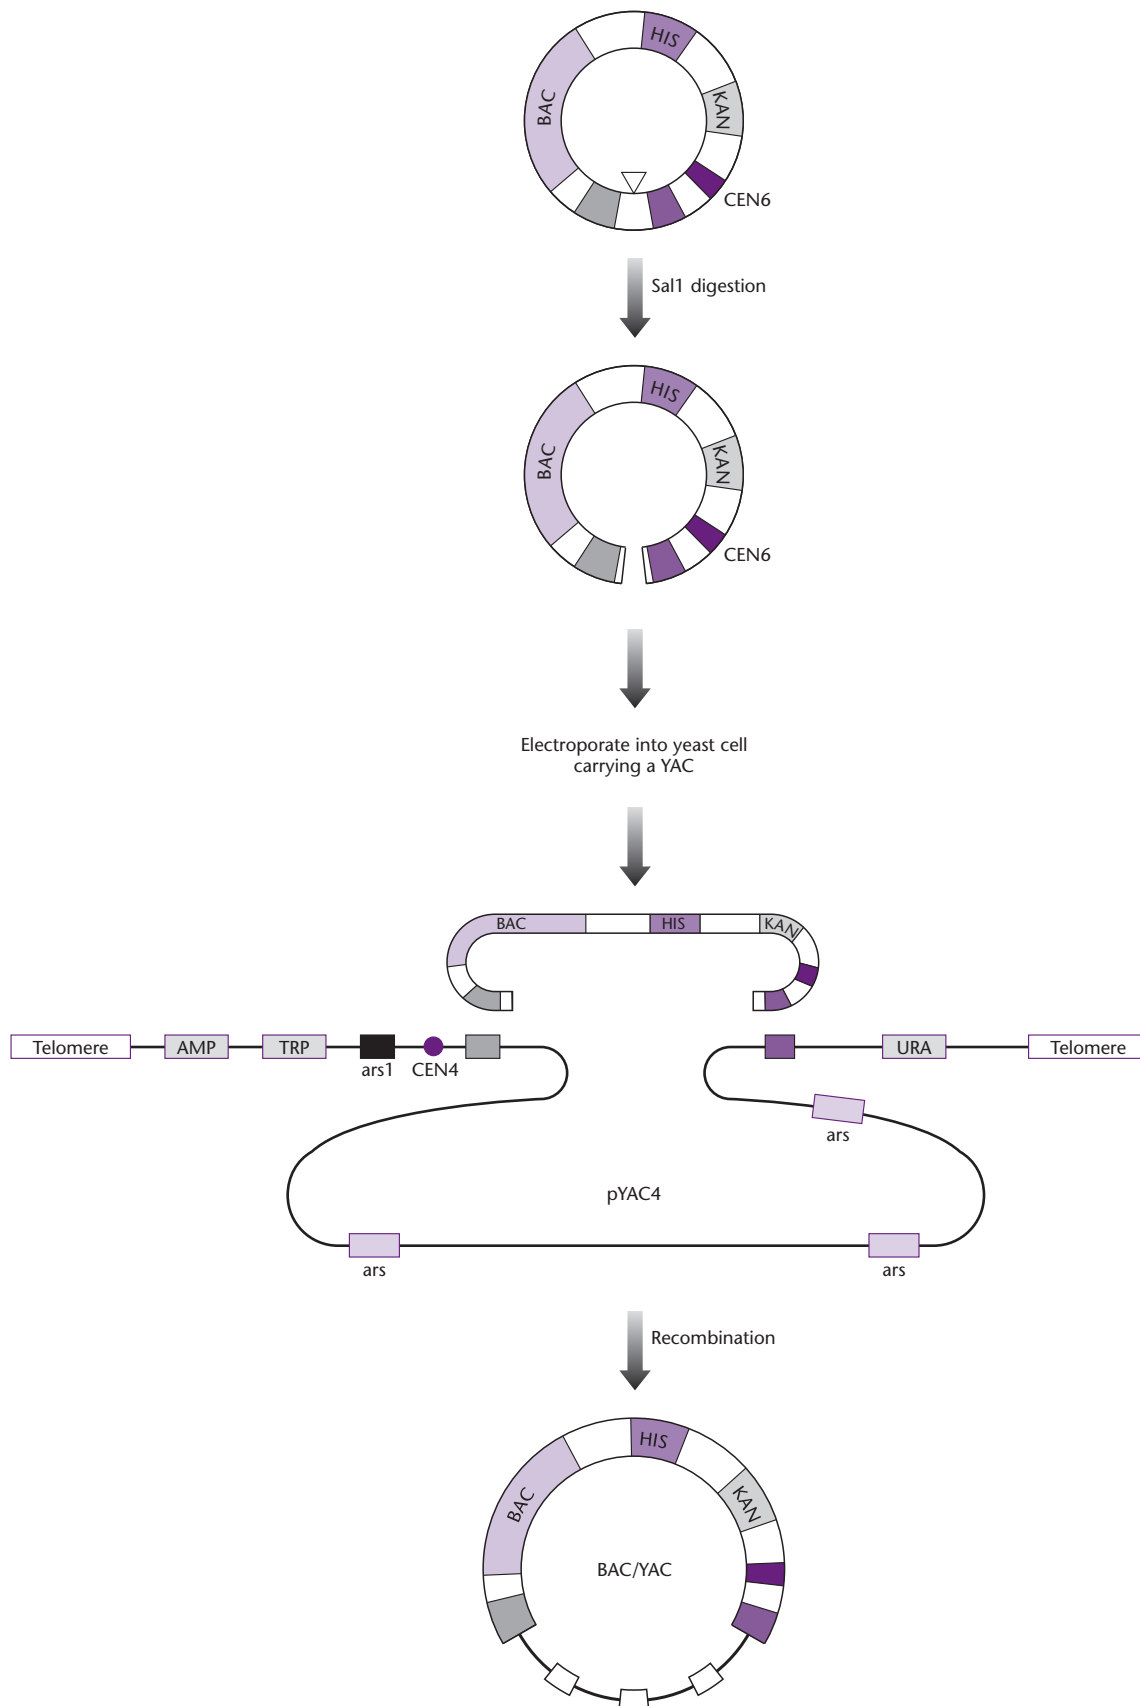 HIS
BAC
KAN
CEN6
Sal1 digestion
HIS
BAC
KAN
CEN6
Electroporate into yeast cell
carrying a YAC
BAC
HIS
KAN
Telomere
AMP
TRP
URA
Telomere
ars1
CEN4
ars
pYAC4
ars
ars
Recombination
HIS
BAC
KAN
BAC/YAC